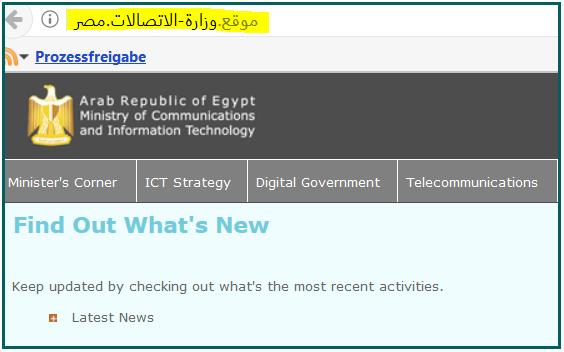 موقع.وزارة-الاتصالات.مصر
Prozessfreigabe
Arab Republic of Egypt
Ministry of Communications
and Information Technology
Minister's Corner
ICT Strategy
Digital Government
Telecommunications
Find Out What's New
Keep updated by checking out what's the most recent activities.
Latest News